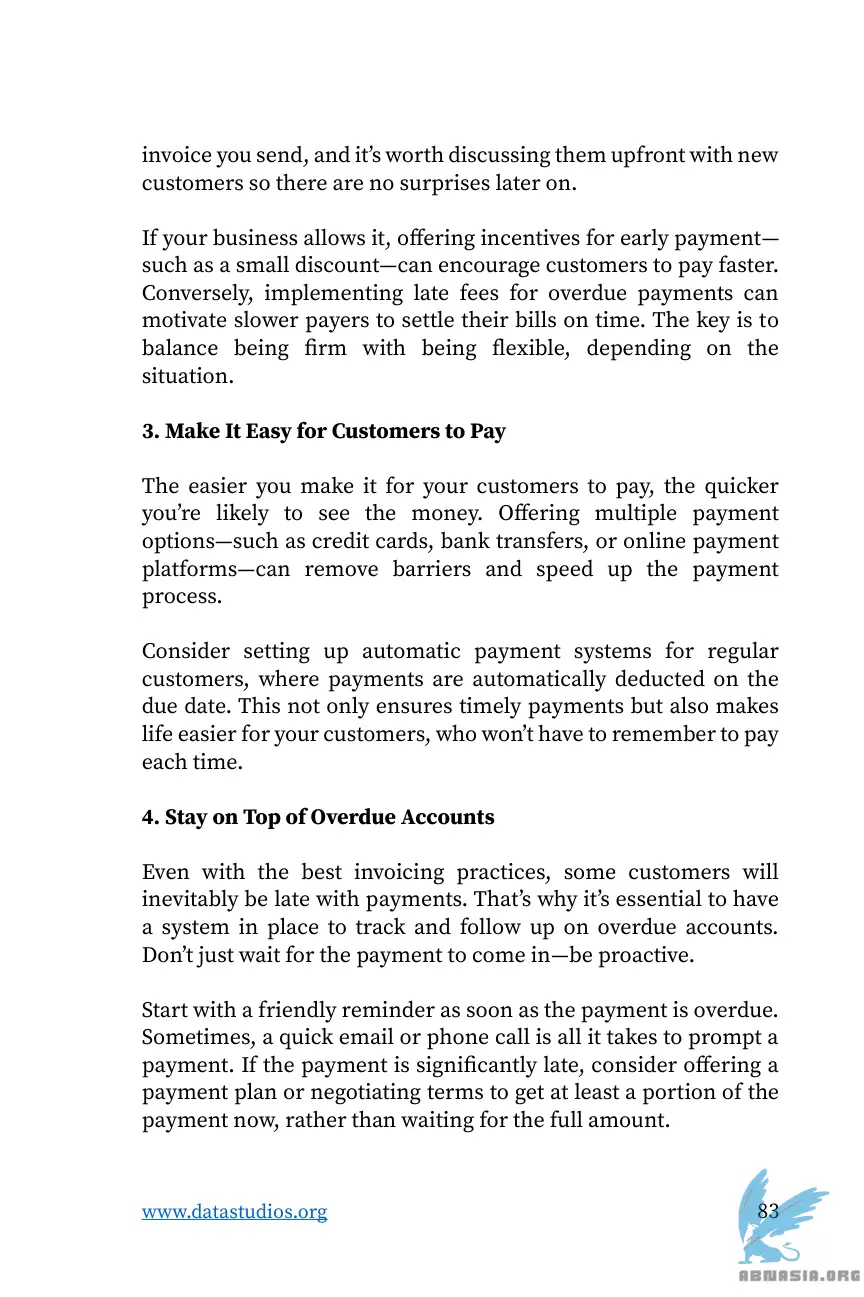 invoice you send, and it’s worth discussing them upfront with new
customers so there are no surprises later on.
If your business allows it, offering incentives for early payment—
such as a small discount—can encourage customers to pay faster.
Conversely, implementing late fees for overdue payments can
motivate slower payers to settle their bills on time. The key is to
balance being firm with being flexible, depending on the
situation.
3. Make It Easy for Customers to Pay
The easier you make it for your customers to pay, the quicker
you’re likely to see the money. Offering multiple payment
options—such as credit cards, bank transfers, or online payment
platforms—can remove barriers and speed up the payment
process.
Consider setting up automatic payment systems for regular
customers, where payments are automatically deducted on the
due date. This not only ensures timely payments but also makes
life easier for your customers, who won’t have to remember to pay
each time.
4. Stay on Top of Overdue Accounts
Even with the best invoicing practices, some customers will
inevitably be late with payments. That’s why it’s essential to have
a system in place to track and follow up on overdue accounts.
Don’t just wait for the payment to come in—be proactive.
Start with a friendly reminder as soon as the payment is overdue.
Sometimes, a quick email or phone call is all it takes to prompt a
payment. If the payment is significantly late, consider offering a
payment plan or negotiating terms to get at least a portion of the
payment now, rather than waiting for the full amount.
www.datastudios.org 83
ABNASIA.ORG